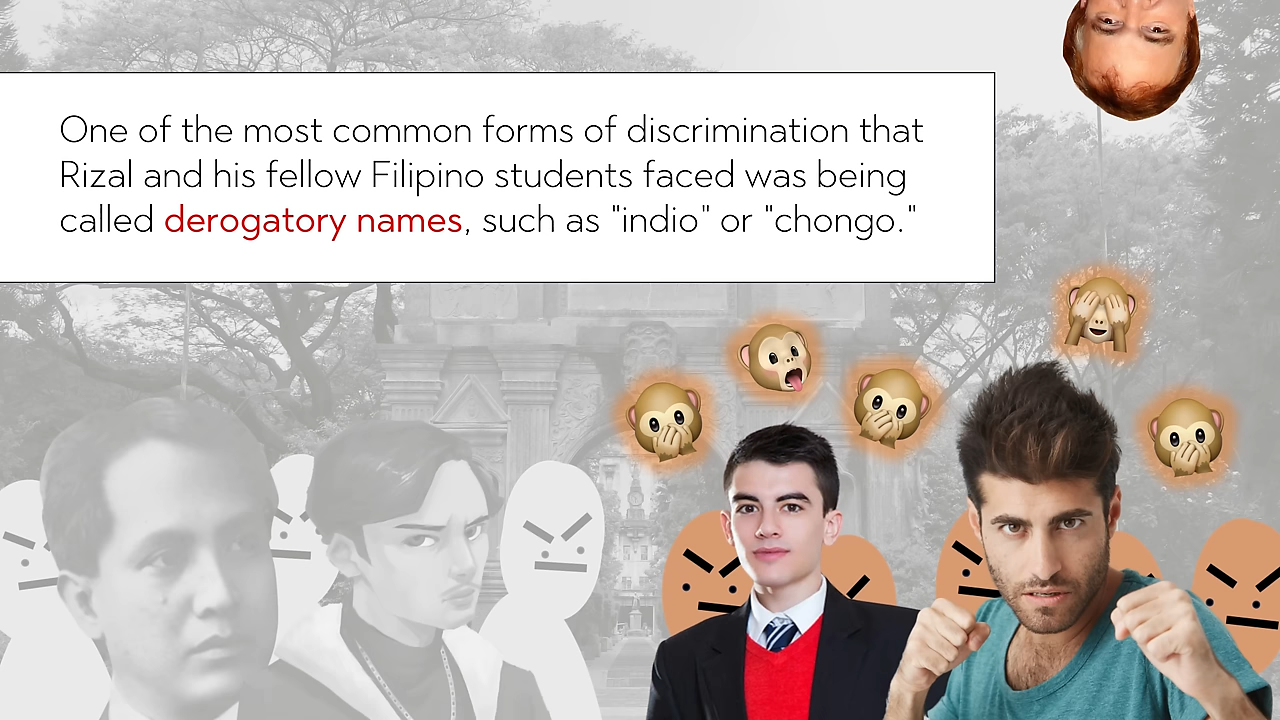 One of the most common forms of discrimination that
Rizal and his fellow Filipino students faced was being
called derogatory names, such as "indio" or "chongo."